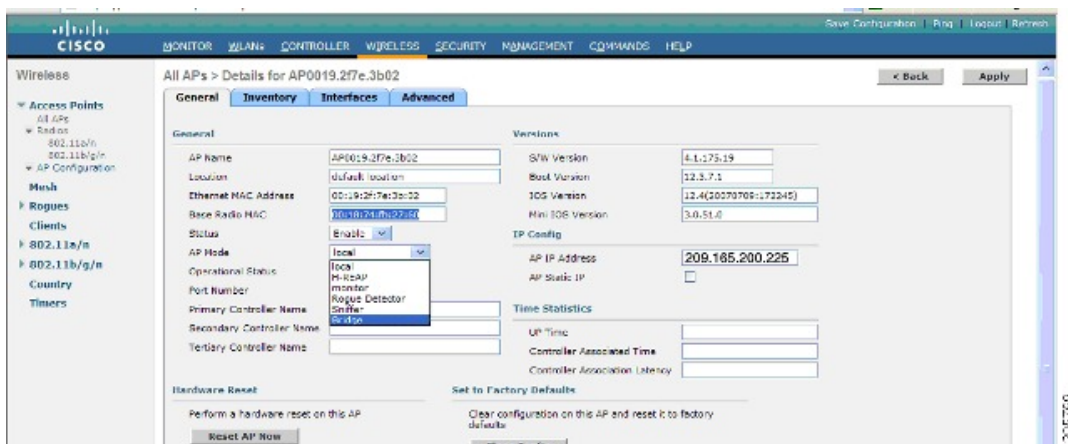 Save Configuration | Ping | Logout | Refresh
CISCO
MONITOR WLANs CONTROLLER WIRELESS SECURITY MANAGEMENT COMMANDS HELP
Wireless
All APs > Details for AP0019.2f7e.3b02
< Back
Apply
General Inventory Interfaces Advanced
Access Points
All APs
Radios
802.11a/n
802.11b/g/n
AP Configuration
Mesh
Rogues
Clients
802.11a/n
802.11b/g/n
Country
Timers
General
AP Name AP0019.2f7e.3b02
Location default location
Ethernet MAC Address
Base Radio MAC
Status Enable
AP Mode local
local
H-REAP
monitor
Rogue Detector
Sniffer
Bridge
Operational Status
Port Number
Primary Controller Name
Secondary Controller Name
Tertiary Controller Name
Versions
S/W Version 4.1.175.19
Boot Version 12.3.7.1
IOS Version 12.4(20070709:172245)
Mini IOS Version 3.0.51.0
IP Config
AP IP Address 209.165.200.225
AP Static IP
Time Statistics
UP Time
Controller Associated Time
Controller Association Latency
Hardware Reset
Perform a hardware reset on this AP
Reset AP Now
Set to Factory Defaults
Clear configuration on this AP and reset it to factory
defaults